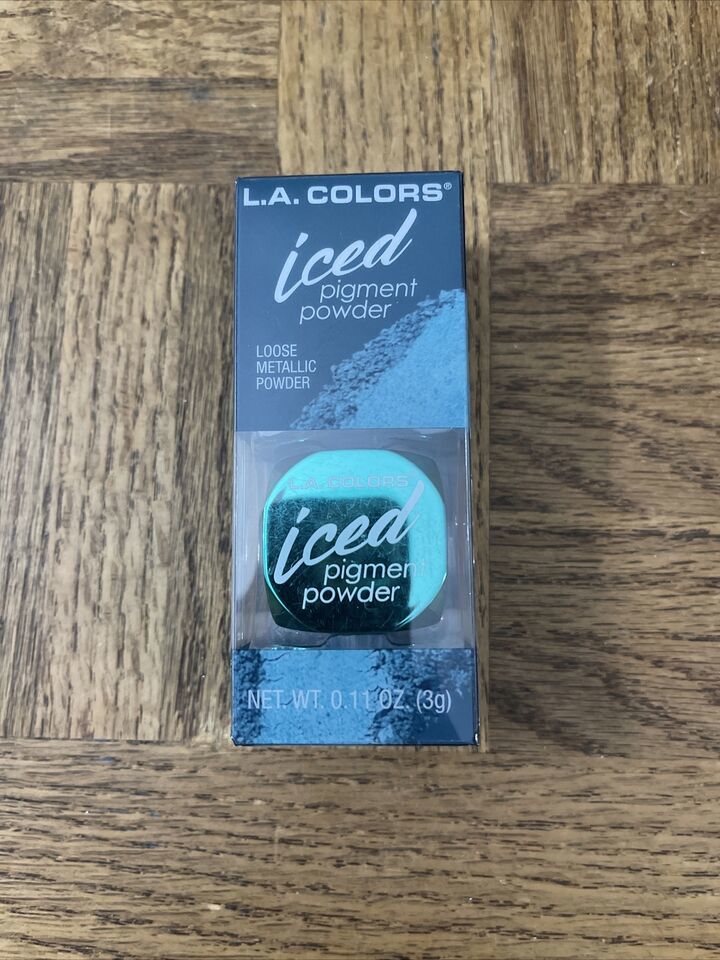 L.A. COLORS®
iced
pigment
powder
LOOSE
METALLIC
POWDER
L.A. COLORS
iced
pigment
powder
NET. WT. 0.11 OZ. (3g)